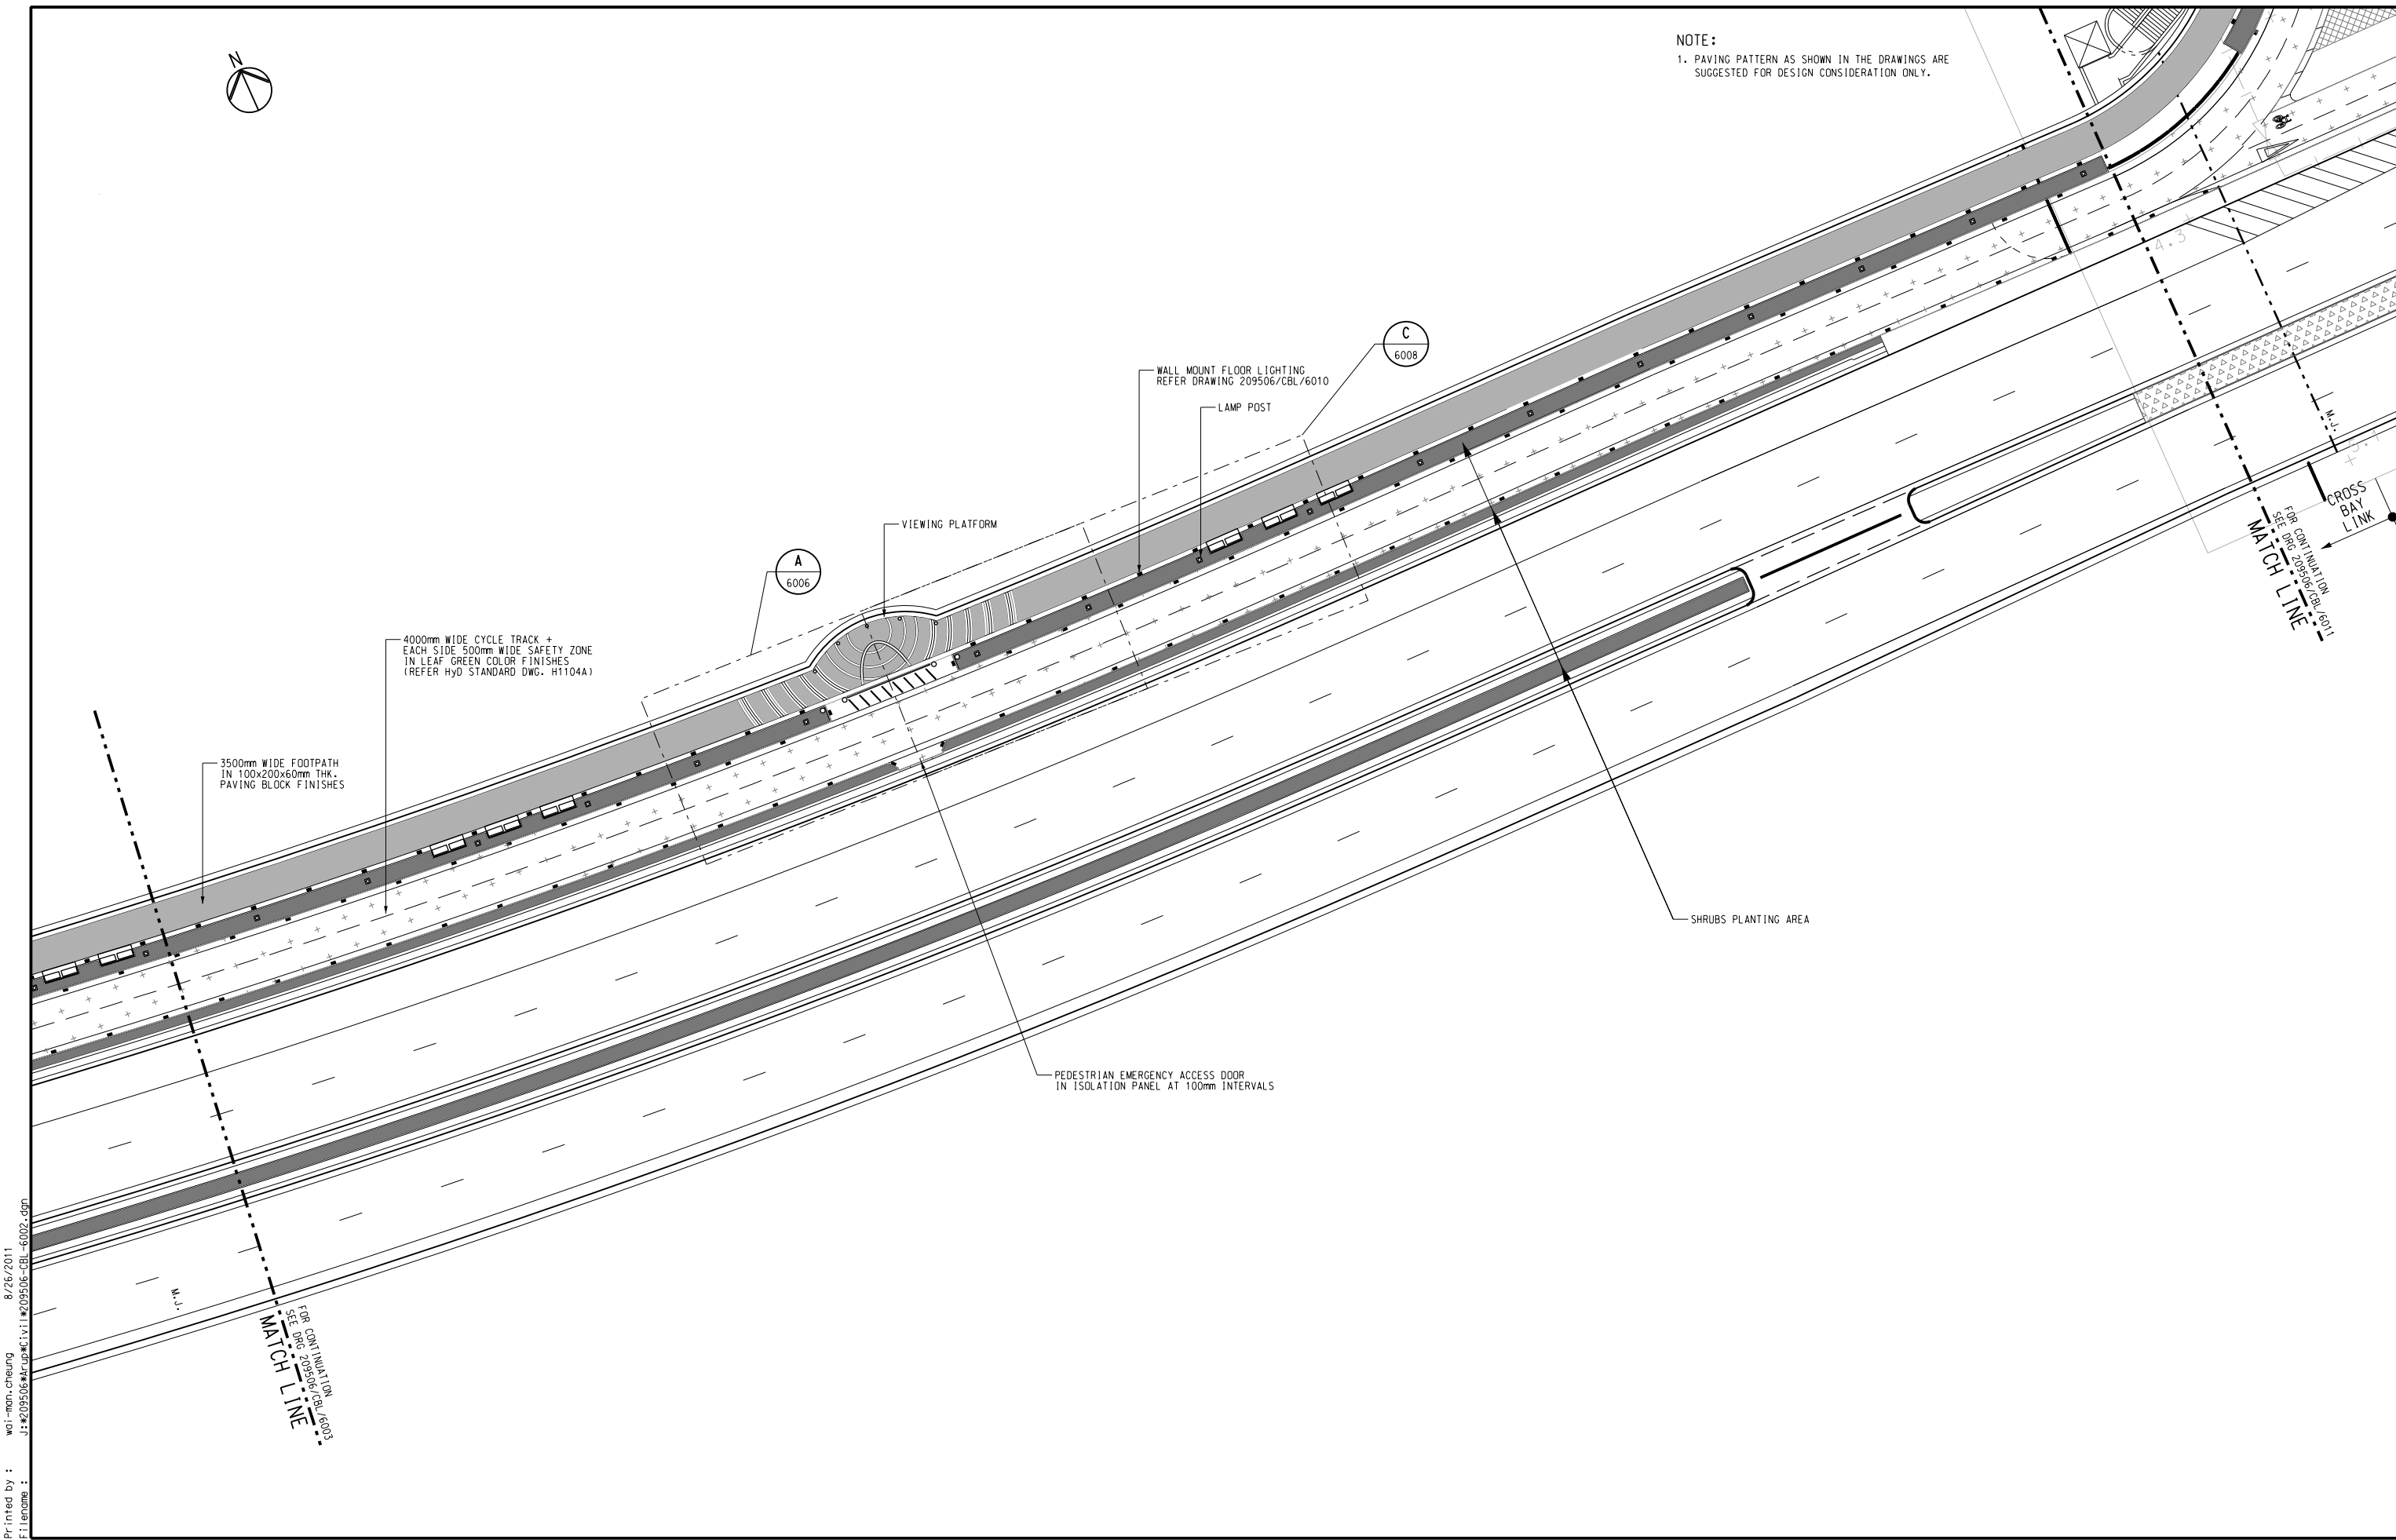 N
NOTE:
1. PAVING PATTERN AS SHOWN IN THE DRAWINGS ARE
SUGGESTED FOR DESIGN CONSIDERATION ONLY.
4.3
C
6008
WALL MOUNT FLOOR LIGHTING
REFER DRAWING 209506/CBL/6010
LAMP POST
M.J.
CROSS
BAY
LINK
FOR CONTINUATION
SEE DRG 209506/CBL/6011
MATCH LINE
VIEWING PLATFORM
A
6006
4000mm WIDE CYCLE TRACK +
EACH SIDE 500mm WIDE SAFETY ZONE
IN LEAF GREEN COLOR FINISHES
(REFER HyD STANDARD DWG. H1104A)
3500mm WIDE FOOTPATH
IN 100x200x60mm THK.
PAVING BLOCK FINISHES
SHRUBS PLANTING AREA
PEDESTRIAN EMERGENCY ACCESS DOOR
IN ISOLATION PANEL AT 100mm INTERVALS
M.J.
FOR CONTINUATION
SEE DRG 209506/CBL/6003
MATCH LINE
Printed by : wai-man.cheung 8/26/2011
Filename : J:*209506*Arup*Civil*209506-CBL-6002.dgn